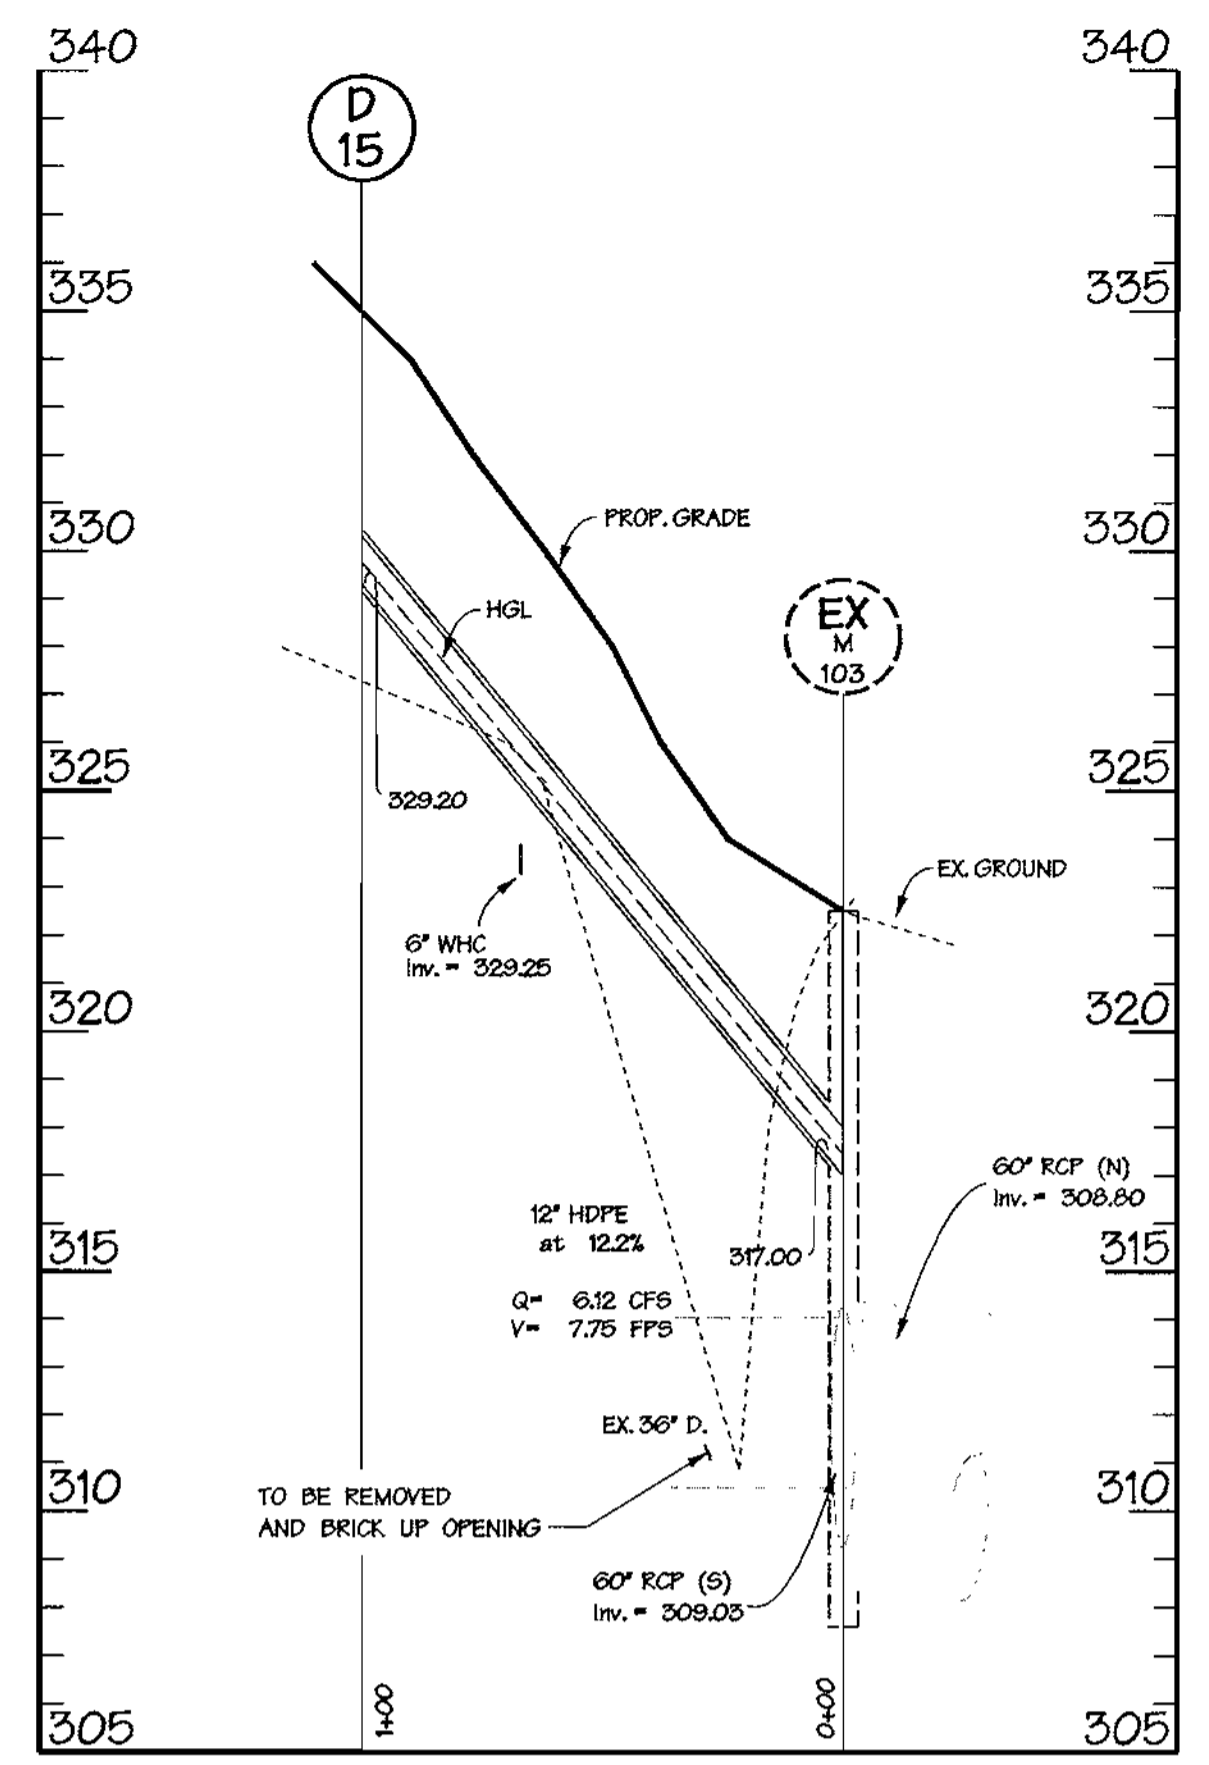 340
340
D
15
335
335
330
330
PROP. GRADE
HGL
EX
M
103
325
325
329.20
EX. GROUND
6" WHC
Inv. = 329.25
320
320
60" RCP (N)
Inv. = 308.80
12" HDPE
at 12.2%
317.00
315
315
Q= 6.12 CFS
V= 7.75 FPS
EX. 36" D.
310
310
TO BE REMOVED
AND BRICK UP OPENING
60" RCP (S)
Inv. = 309.03
1+00
0+00
305
305